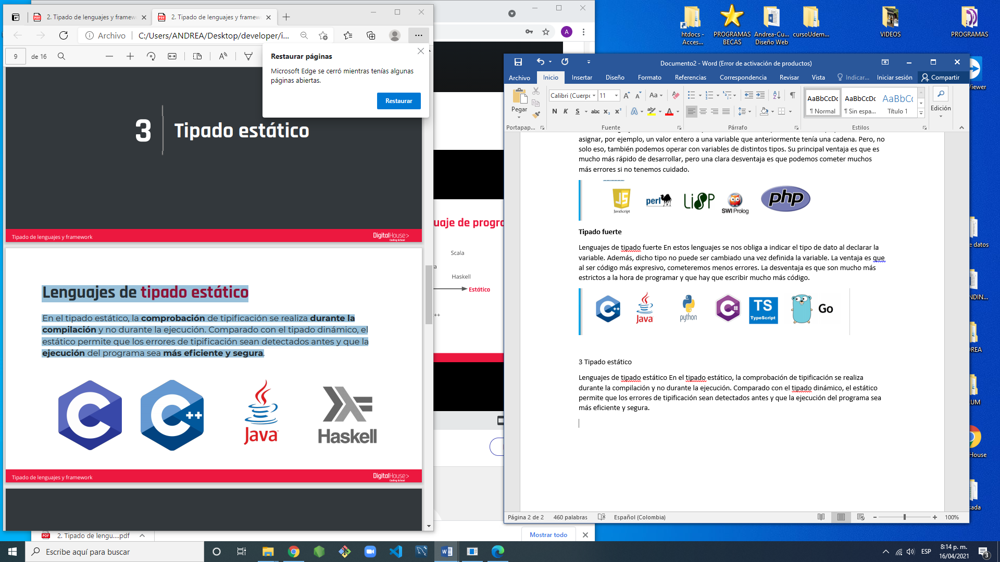 2. Tipado de lenguajes y framew
2. Tipado de lenguajes y framew
Archivo
C:/Users/ANDREA/Desktop/developer/i...
9
de 16
Restaurar páginas
Microsoft Edge se cerró mientras tenías algunas
páginas abiertas.
Restaurar
3 Tipado estático
Tipado de lenguajes y framework
DigitalHouse>
Coding School
Lenguajes de tipado estático
En el tipado estático, la comprobación de tipificación se realiza durante la
compilación y no durante la ejecución. Comparado con el tipado dinámico, el
estático permite que los errores de tipificación sean detectados antes y que la
ejecución del programa sea más eficiente y segura.
C
C++
Java
Haskell
Tipado de lenguajes y framework
DigitalHouse>
Coding School
2. Tipado de lengu....pdf
Mostrar todo
A
uaje de progra
Scala
a
Haskell
Estático
++
htdocs -
Acces...
PROGRAMAS
BECAS
Andrea-Cu...
Diseño Web
cursoUdem...
VIDEOS
PROGRAMAS
Viewer
e datos
NDIN...
REA
UM
House
sada
Documento2 - Word (Error de activación de productos)
Archivo
Inicio
Insertar
Diseño
Formato
Referencias
Correspondencia
Revisar
Vista
Indicar...
Iniciar sesión
Compartir
Pegar
Calibri (Cuerpo
11
Aa
N K S abc x₂ x²
AaBbCcDc
¶ Normal
AaBbCcDc
¶ Sin espa...
AaBbCc
Título 1
Edición
Portapap...
Fuente
Párrafo
Estilos
asignar, por ejemplo, un valor entero a una variable que anteriormente tenía una cadena. Pero, no
solo eso, también podemos operar con variables de distintos tipos. Su principal ventaja es que es
mucho más rápido de desarrollar, pero una clara desventaja es que podemos cometer muchos
más errores si no tenemos cuidado.
JS
JavaScript
perl
LiSP
SWI Prolog
php
Tipado fuerte
Lenguajes de tipado fuerte En estos lenguajes se nos obliga a indicar el tipo de dato al declarar la
variable. Además, dicho tipo no puede ser cambiado una vez definida la variable. La ventaja es que
al ser código más expresivo, cometeremos menos errores. La desventaja es que son mucho más
estrictos a la hora de programar y que hay que escribir mucho más código.
C++
Java
python
C#
TS
TypeScript
Go
3 Tipado estático
Lenguajes de tipado estático En el tipado estático, la comprobación de tipificación se realiza
durante la compilación y no durante la ejecución. Comparado con el tipado dinámico, el estático
permite que los errores de tipificación sean detectados antes y que la ejecución del programa sea
más eficiente y segura.
Página 2 de 2
460 palabras
Español (Colombia)
100%
Escribe aquí para buscar
ESP
8:14 p. m.
16/04/2021
3